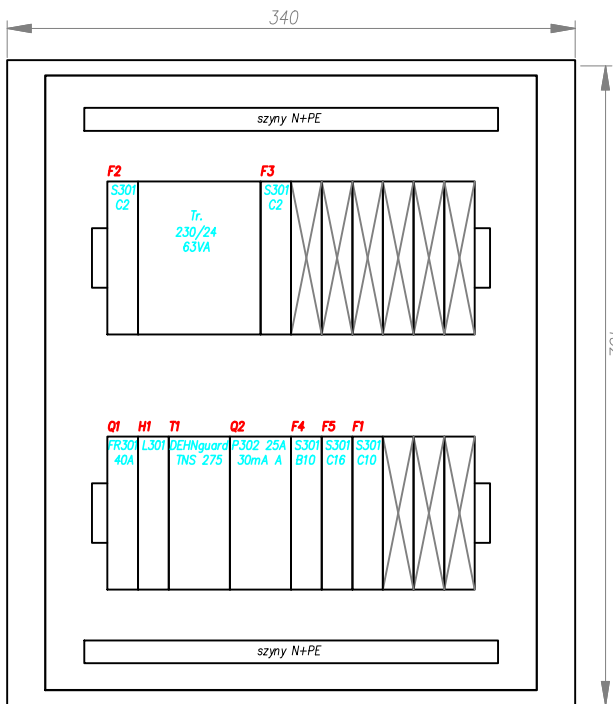 340
szyny N+PE
F2 F3
S301 S301
C2 C2
Tr.
230/24
63VA
Q1 H1 T1 Q2 F4 F5 F1
FR301 L301 DEHNguard P302 25A S301 S301 S301
40A TNS 275 30mA A B10 C16 C10
szyny N+PE